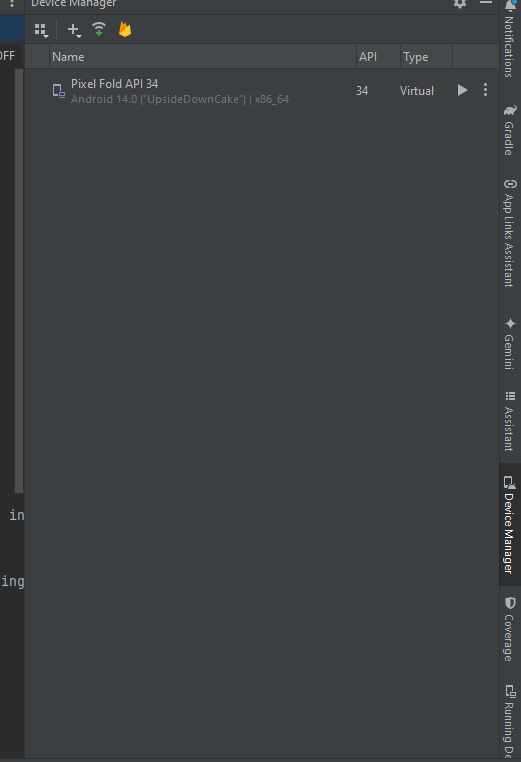 Device Manager
OFF
Name
API
Type
Pixel Fold API 34
34
Virtual
Android 14.0 ("UpsideDownCake") | x86_64
in
ing
Notifications
Gradle
App Links Assistant
Gemini
Assistant
Device Manager
Coverage
Running De